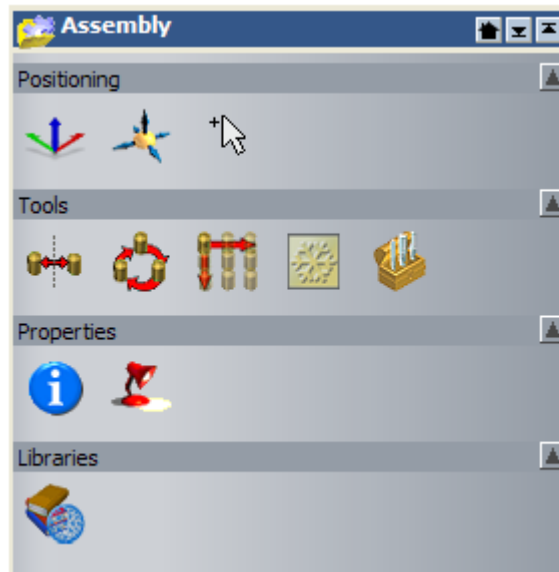 Assembly
Positioning
Tools
Properties
Libraries